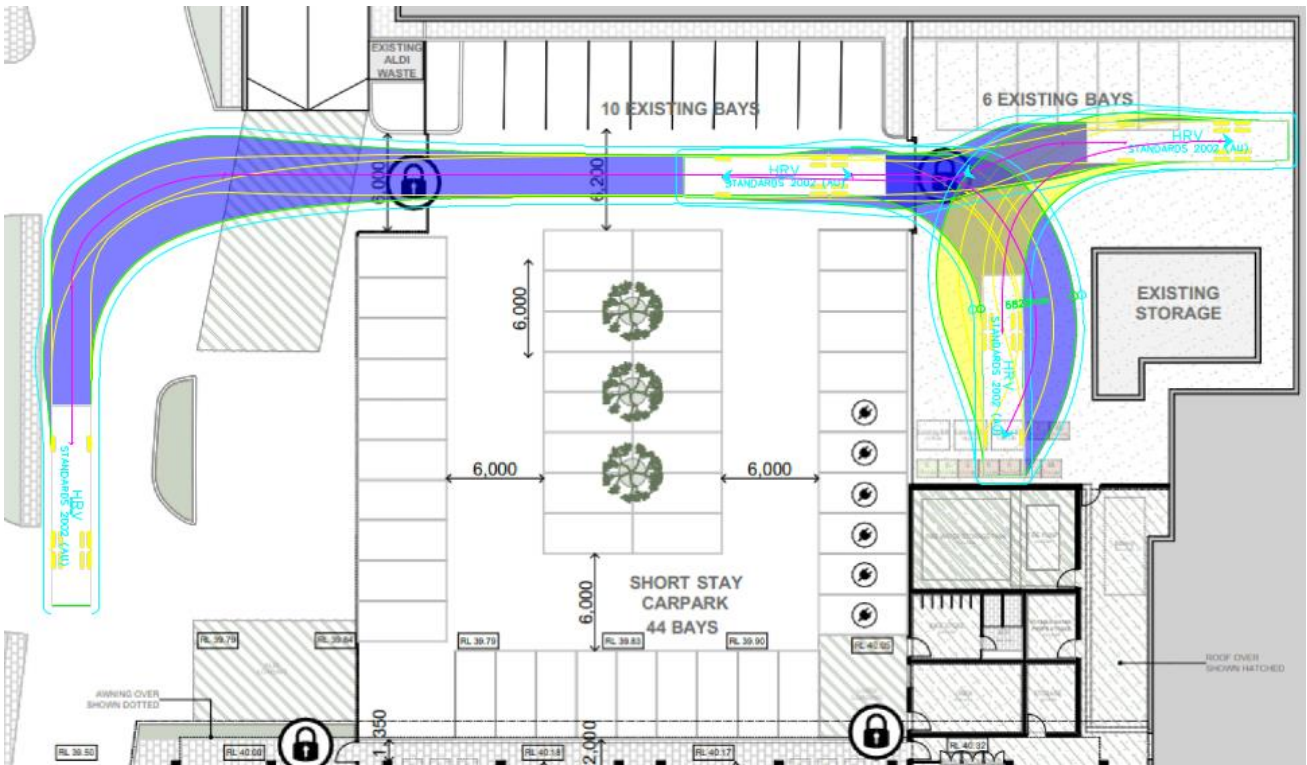 EXISTING
ALDI
WASTE
10 EXISTING BAYS
6 EXISTING BAYS
HRV
STANDARDS 2002 (AU)
HRV
STANDARDS 2002 (AU)
6,000
6,200
EXISTING
STORAGE
6,000
HRV
STANDARDS 2002 (AU)
6,000
6,000
HRV
STANDARDS 2002 (AU)
6,000
SHORT STAY
CARPARK
44 BAYS
RL 39.79
RL 39.84
RL 39.79
RL 39.83
RL 39.90
RL 40.05
ROOF OVER
SHOWN HATCHED
AWNING OVER
SHOWN DOTTED
1,350
2,000
RL 39.50
RL 40.09
RL 40.18
RL 40.17
RL 40.32